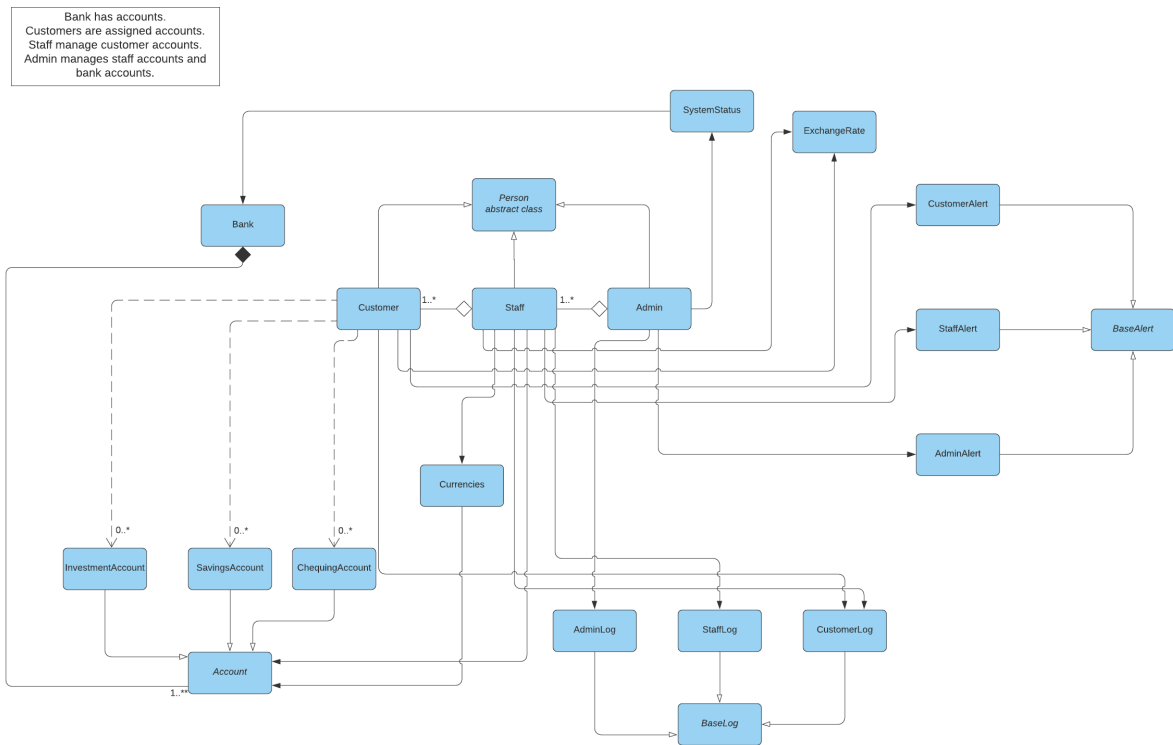 Bank has accounts.
Customers are assigned accounts.
Staff manage customer accounts.
Admin manages staff accounts and
bank accounts.
SystemStatus
ExchangeRate
Person
abstract class
CustomerAlert
Bank
Customer
1..*
Staff
1..*
Admin
StaffAlert
BaseAlert
AdminAlert
Currencies
0..*
0..*
0..*
InvestmentAccount
SavingsAccount
ChequingAccount
AdminLog
StaffLog
CustomerLog
Account
1..**
BaseLog